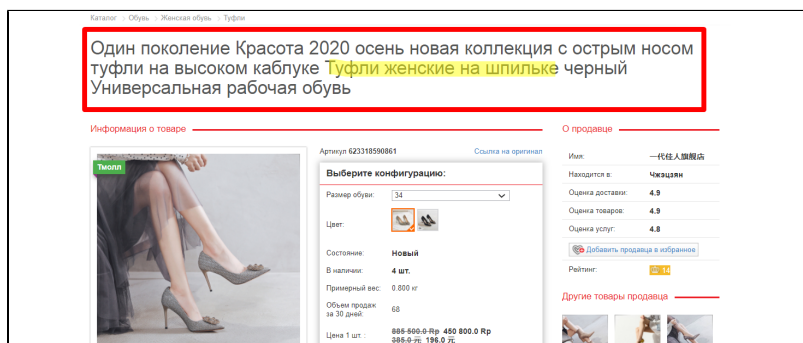 Каталог > Обувь > Женская обувь > Туфли
Один поколение Красота 2020 осень новая коллекция с острым носом
туфли на высоком каблуке Туфли женские на шпильке черный
Универсальная рабочая обувь
Информация о товаре
Тмолл
Артикул 623318590861 Ссылка на оригинал
Выберите конфигурацию:
Размер обуви: 34
Цвет:
Состояние: Новый
В наличии: 4 шт.
Примерный вес: 0.800 кг
Объем продаж
за 30 дней: 68
Цена 1 шт. : 885 500.0 Rp 450 800.0 Rp
385.0 元 196.0 元
О продавце
Имя: 一代佳人旗舰店
Находится в: Чжэцзян
Оценка доставки: 4.9
Оценка товаров: 4.9
Оценка услуг: 4.8
Добавить продавца в избранное
Рейтинг: 14
Другие товары продавца